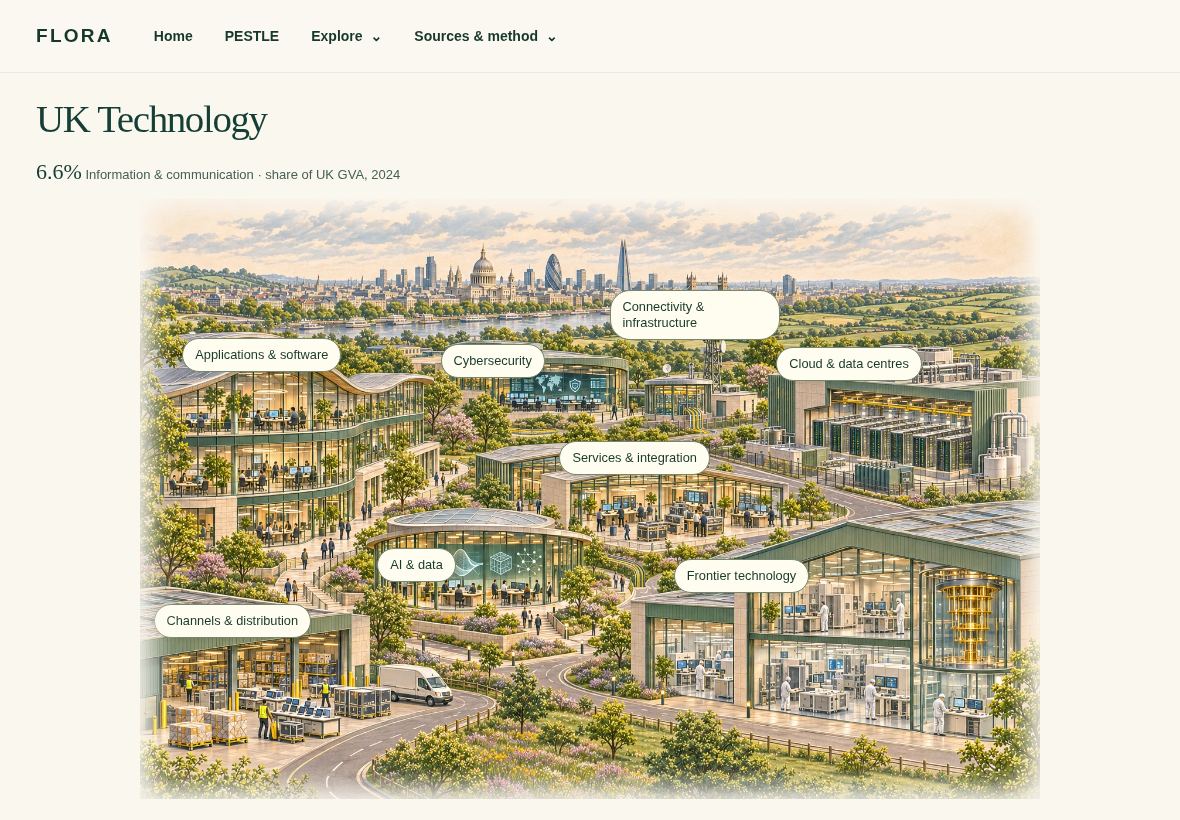 FLORA
Home
PESTLE
Explore
Sources & method
UK Technology
6.6% Information & communication · share of UK GVA, 2024
Connectivity &
infrastructure
Applications & software
Cybersecurity
Cloud & data centres
Services & integration
AI & data
Frontier technology
Channels & distribution